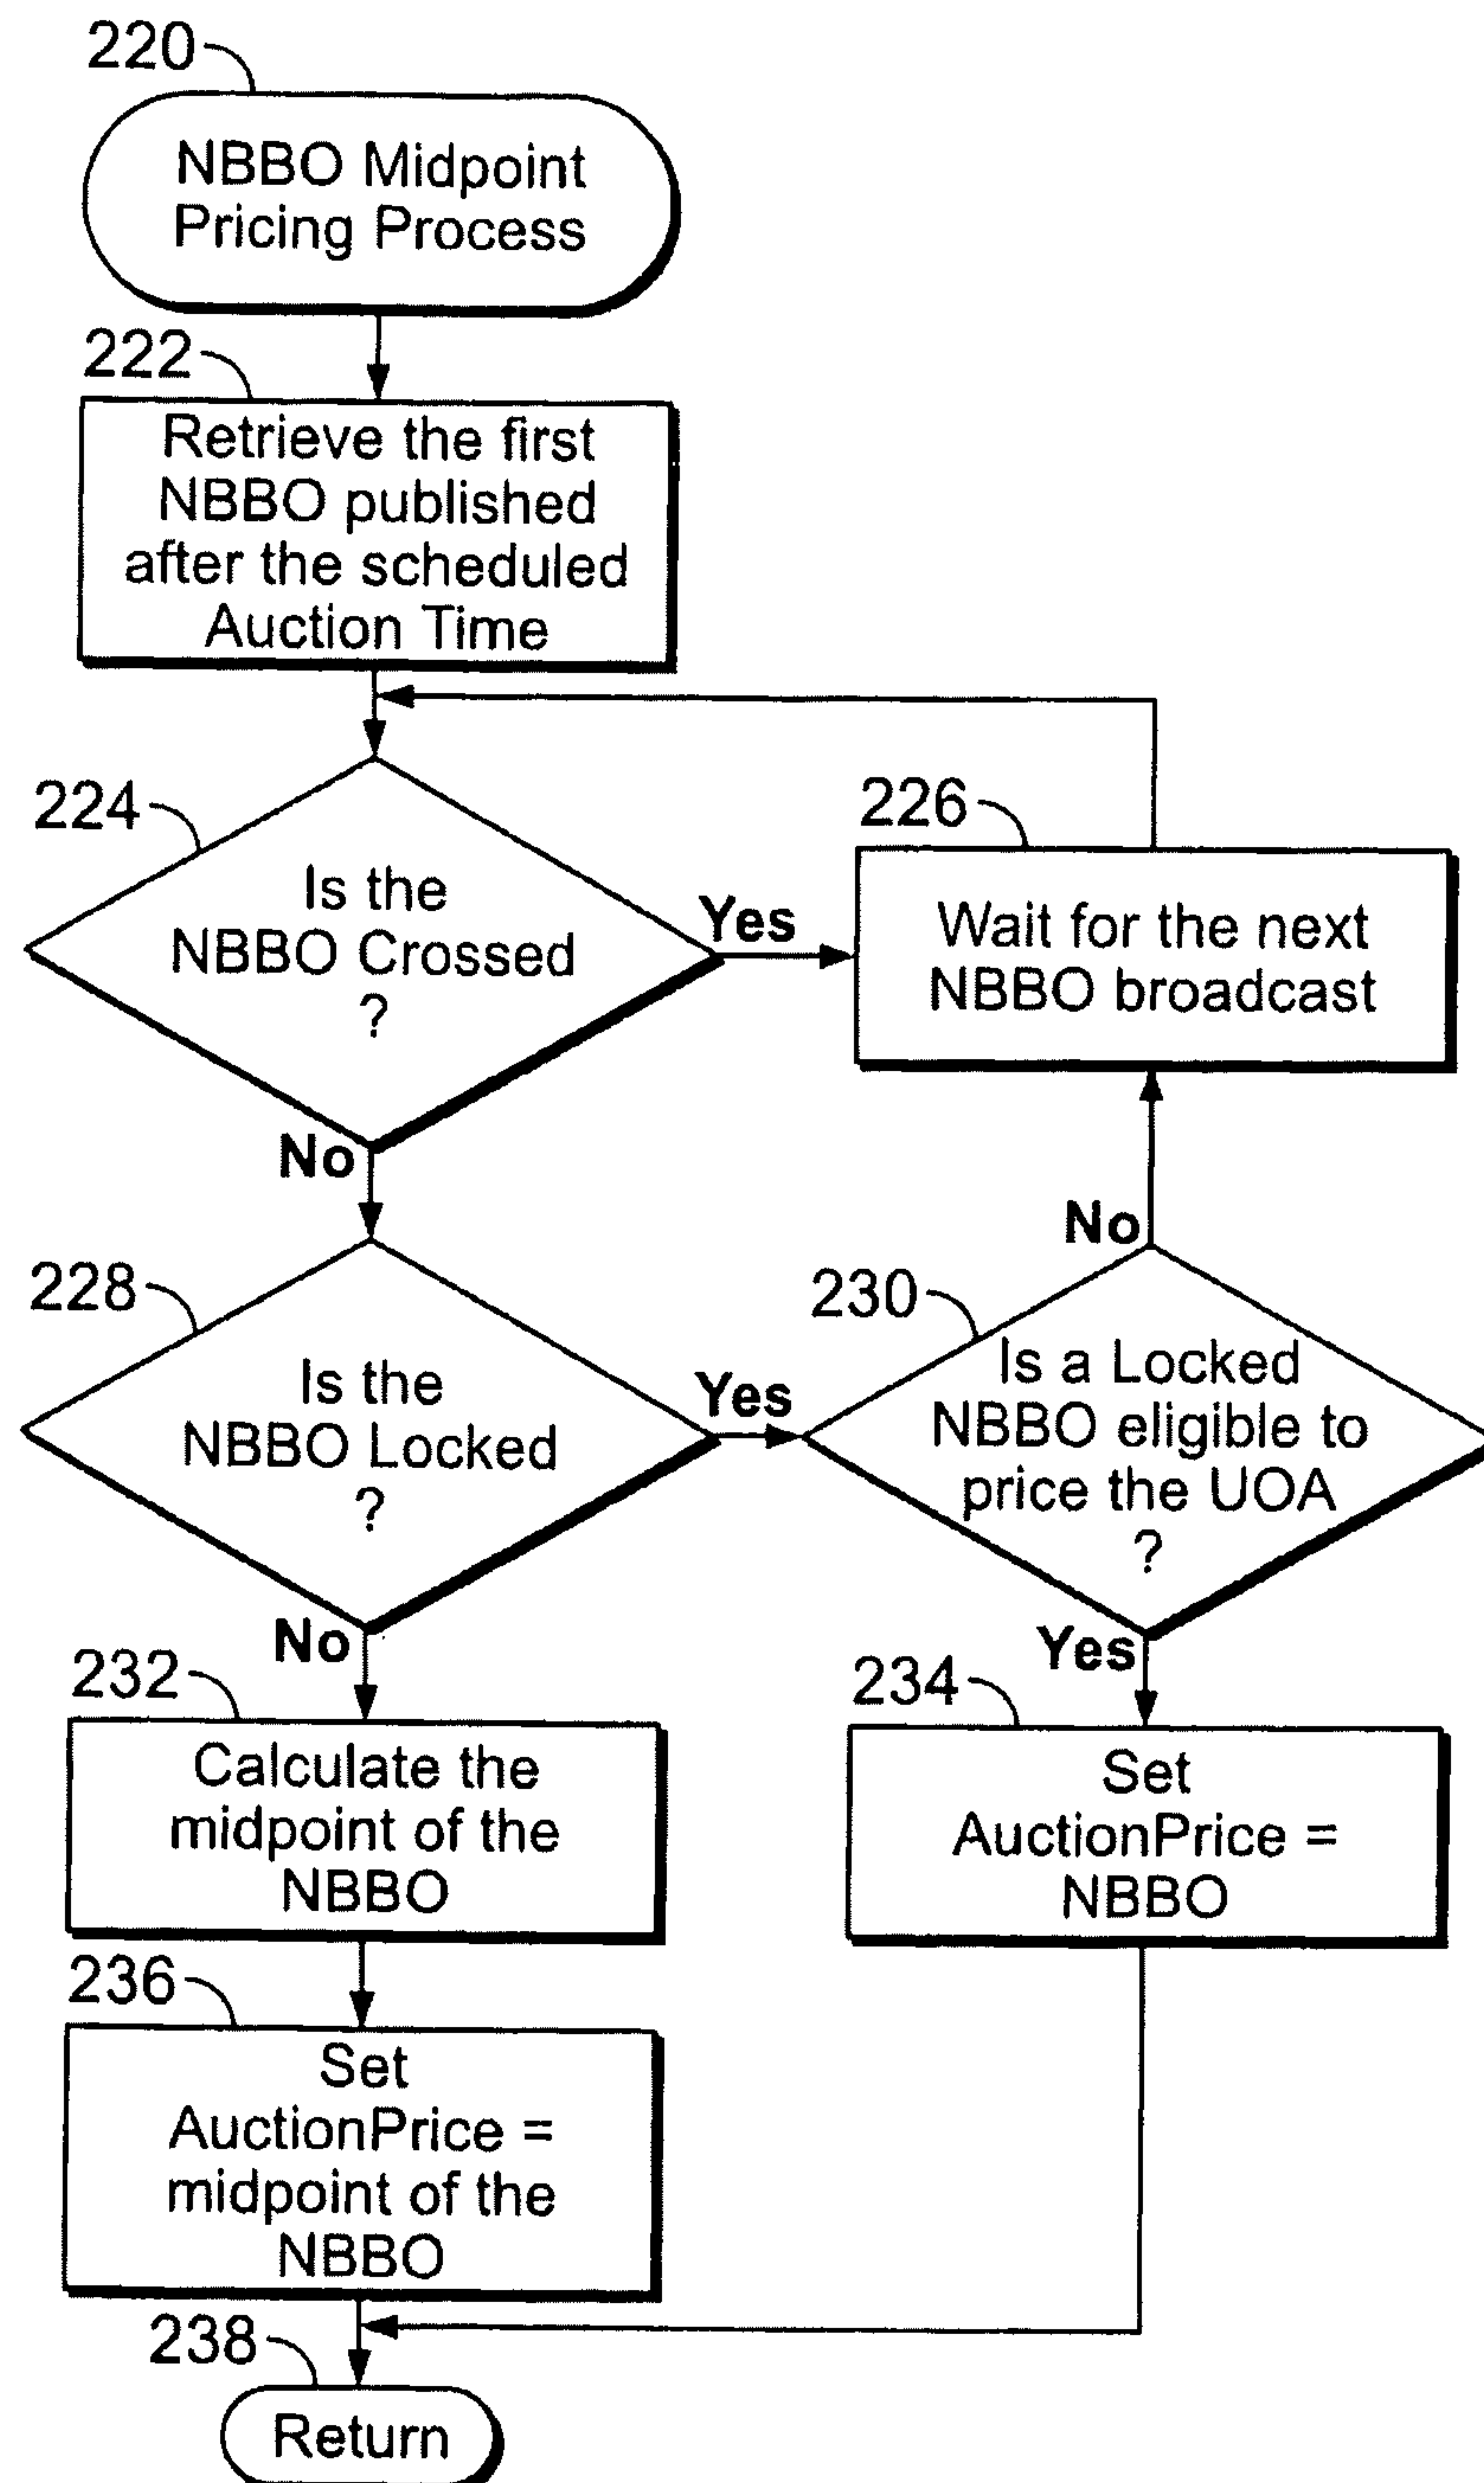 220
NBBO Midpoint
Pricing Process
222
Retrieve the first
NBBO published
after the scheduled
Auction Time
224
Is the
NBBO Crossed
?
Yes
226
Wait for the next
NBBO broadcast
No
228
Is the
NBBO Locked
?
Yes
No
230
Is a Locked
NBBO eligible to
price the UOA
?
No
232
Calculate the
midpoint of the
NBBO
Yes
234
Set
AuctionPrice =
NBBO
236
Set
AuctionPrice =
midpoint of the
NBBO
238
Return